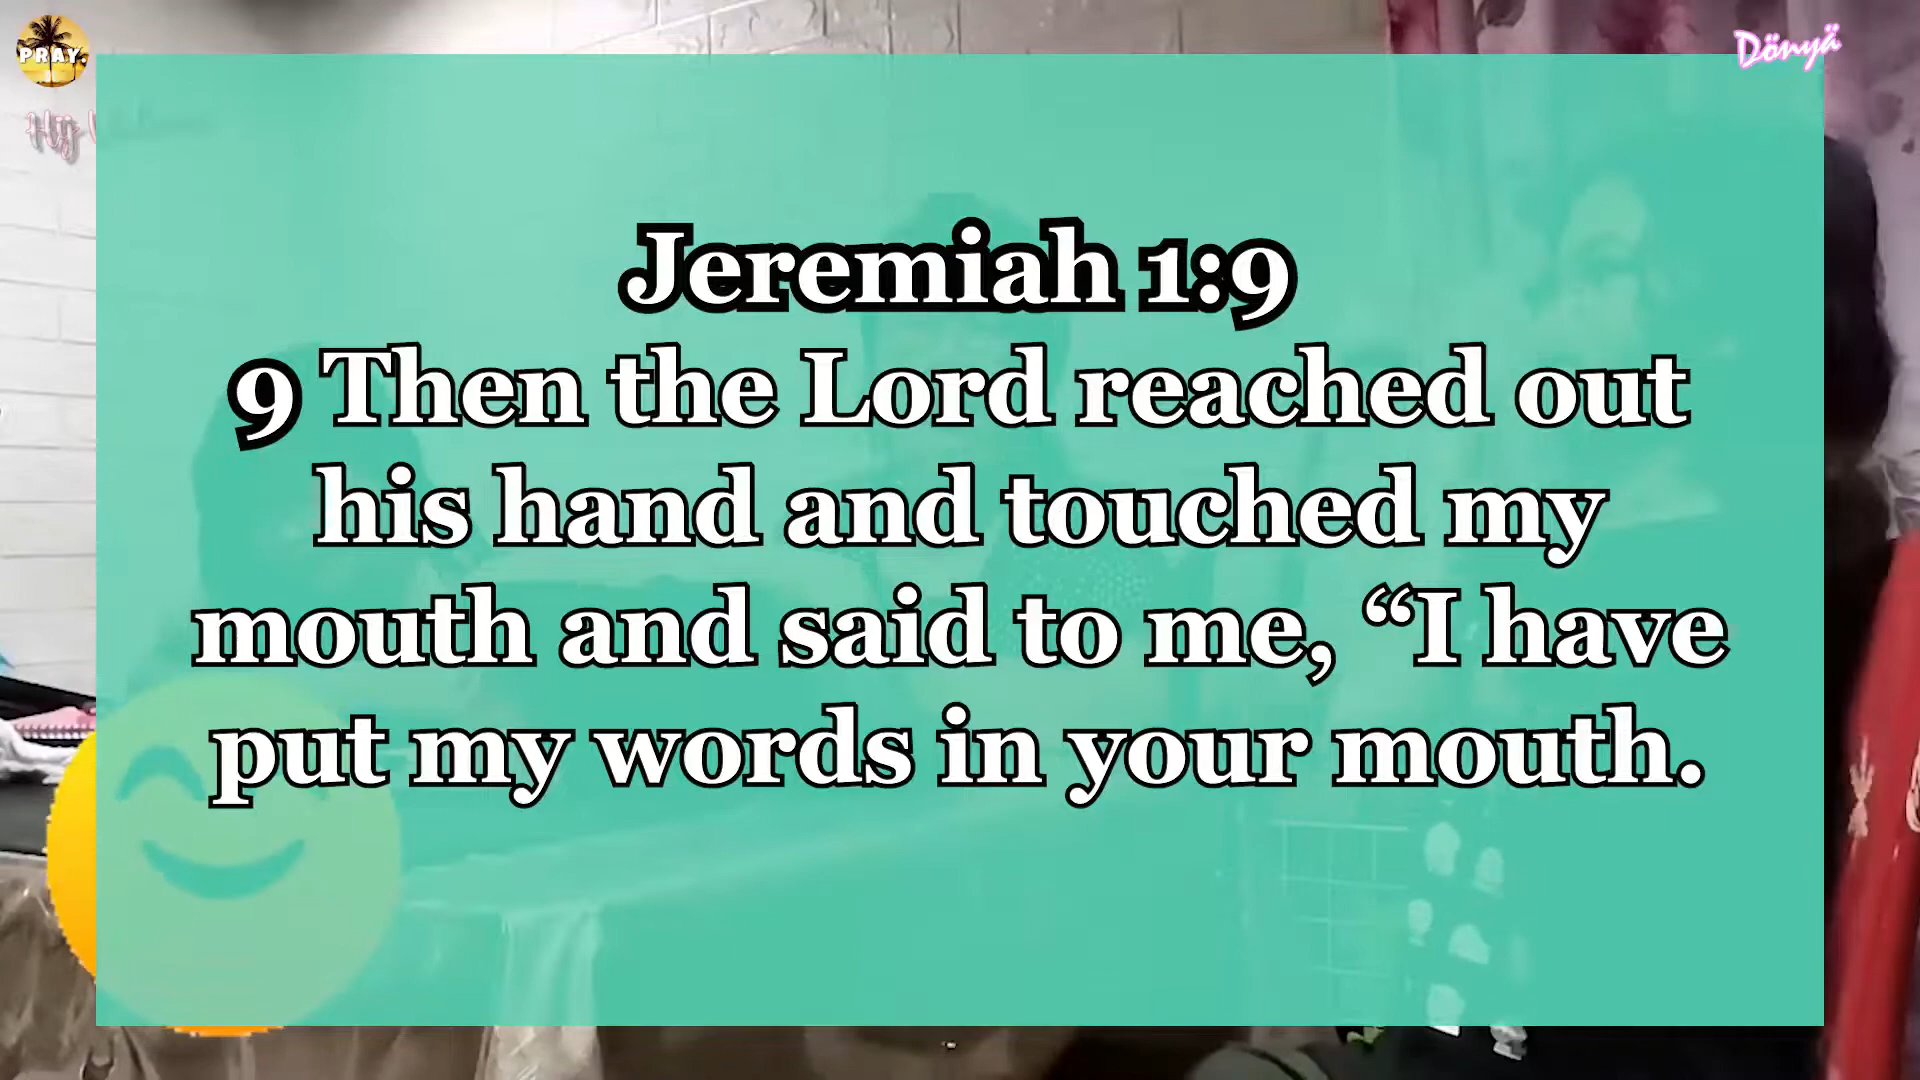 PRAY.
Dönyä
Jeremiah 1:9
9 Then the Lord reached out
his hand and touched my
mouth and said to me, “I have
put my words in your mouth.